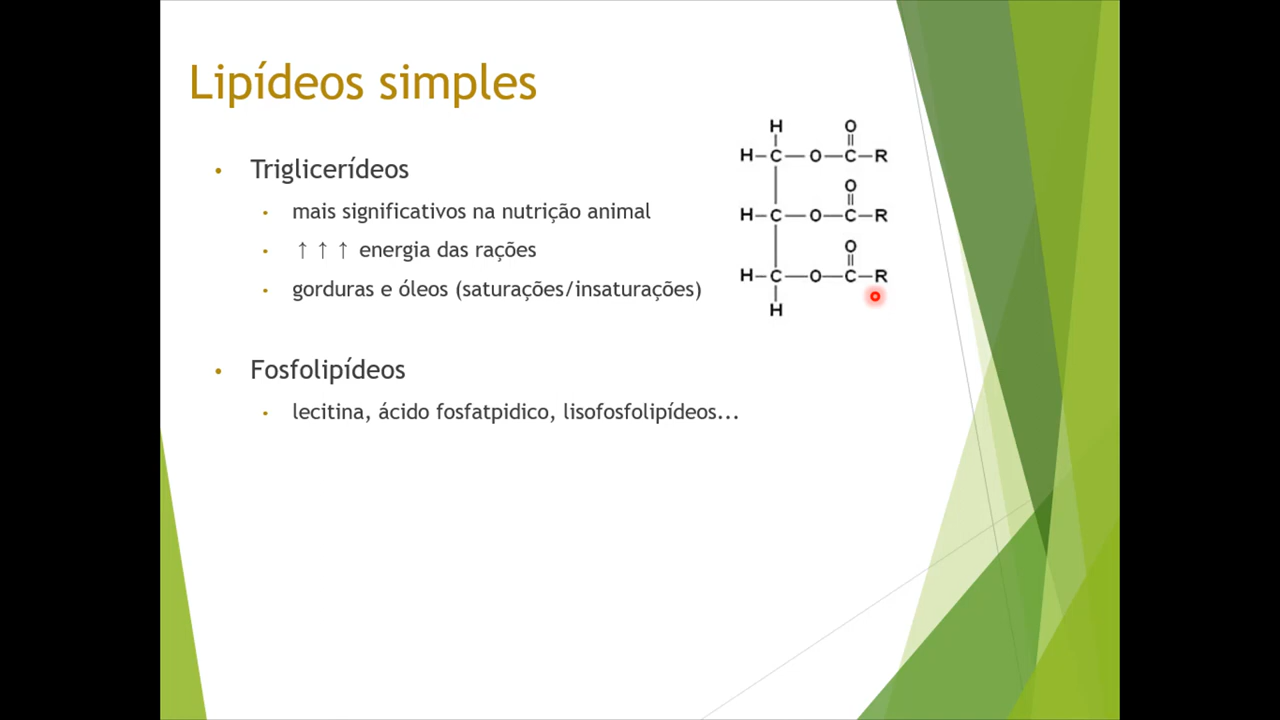 Lipídeos simples
• Triglicerídeos
• mais significativos na nutrição animal
• ↑ ↑ ↑ energia das rações
• gorduras e óleos (saturações/insaturações)
• Fosfolipídeos
• lecitina, ácido fosfatpidico, lisofosfolipídeos...
H O
H–C—O—C–R
O
H–C—O—C–R
O
H–C—O—C–R
H